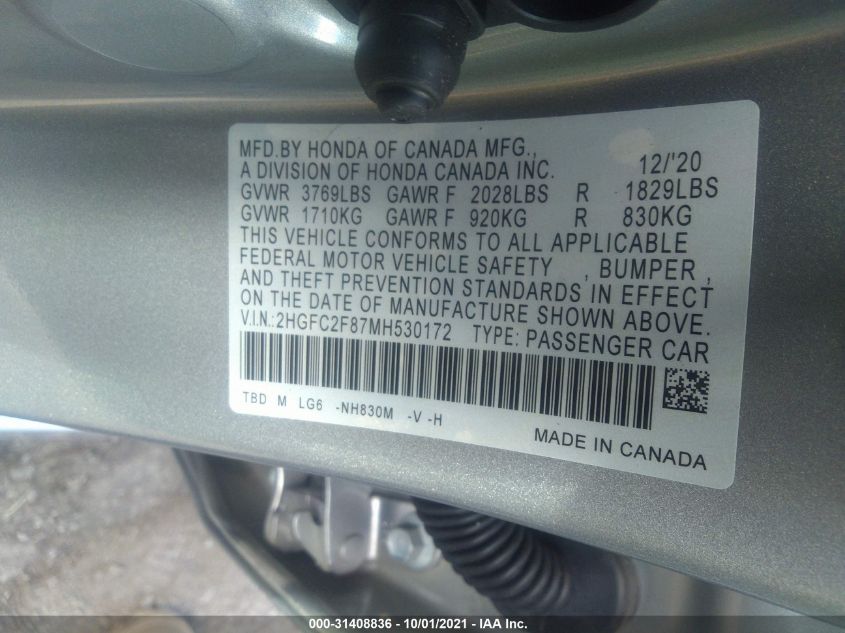 MFD.BY HONDA OF CANADA MFG.,
A DIVISION OF HONDA CANADA INC. 12/'20
GVWR 3769LBS GAWR F 2028LBS R 1829LBS
GVWR 1710KG GAWR F 920KG R 830KG
THIS VEHICLE CONFORMS TO ALL APPLICABLE
FEDERAL MOTOR VEHICLE SAFETY , BUMPER ,
AND THEFT PREVENTION STANDARDS IN EFFECT
ON THE DATE OF MANUFACTURE SHOWN ABOVE.
V.I.N.:2HGFC2F87MH530172 TYPE: PASSENGER CAR
TBD M LG6 -NH830M -V -H
MADE IN CANADA
000-31408836 - 10/01/2021 - IAA Inc.